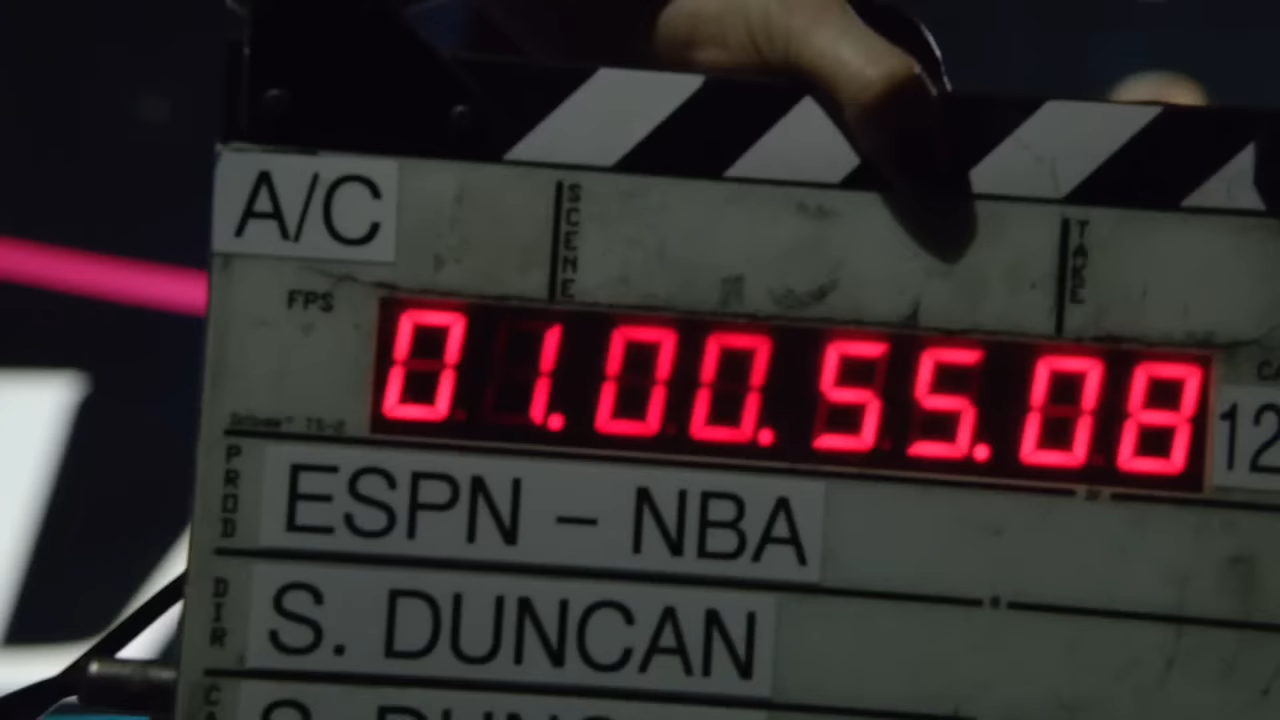 A/C
SCENE
TAKE
FPS
01.00.55.08
12
PROD
ESPN – NBA
DIR
S. DUNCAN